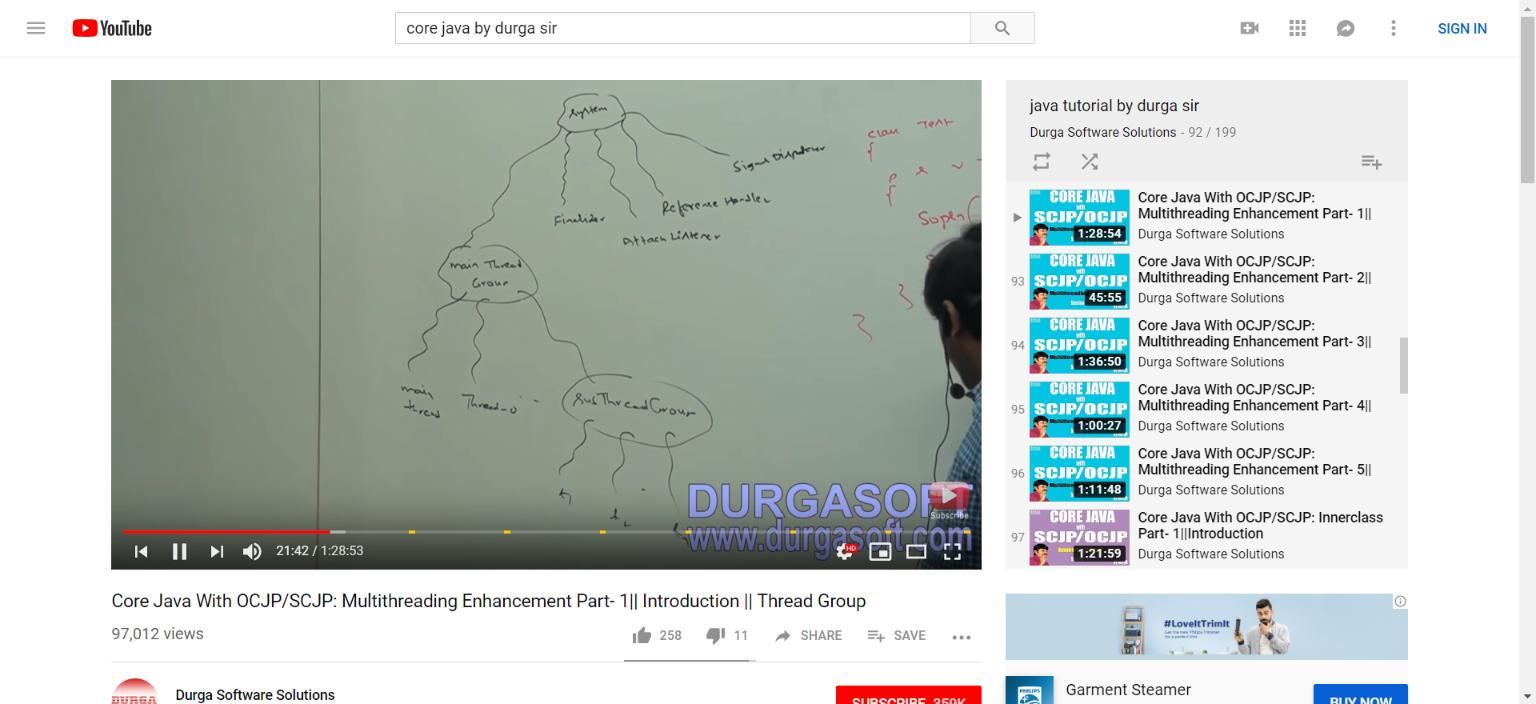 YouTube
core java by durga sir
SIGN IN
System
Signal Dispatcher
Reference Handler
Finalizer
Attach Listener
main Thread
Group
main
thread
Thread-0
SubThreadGroup
t1
t2
class Test
{
p s v
{
Sopln(
}
}
DURGASOFT
www.durgasoft.com
Subscribe
21:42 / 1:28:53
HD
java tutorial by durga sir
Durga Software Solutions - 92 / 199
CORE JAVA
with
SCJP/OCJP
1:28:54
Core Java With OCJP/SCJP:
Multithreading Enhancement Part- 1||
Durga Software Solutions
93
CORE JAVA
with
SCJP/OCJP
45:55
Core Java With OCJP/SCJP:
Multithreading Enhancement Part- 2||
Durga Software Solutions
94
CORE JAVA
with
SCJP/OCJP
1:36:50
Core Java With OCJP/SCJP:
Multithreading Enhancement Part- 3||
Durga Software Solutions
95
CORE JAVA
with
SCJP/OCJP
1:00:27
Core Java With OCJP/SCJP:
Multithreading Enhancement Part- 4||
Durga Software Solutions
96
CORE JAVA
with
SCJP/OCJP
1:11:48
Core Java With OCJP/SCJP:
Multithreading Enhancement Part- 5||
Durga Software Solutions
97
CORE JAVA
with
SCJP/OCJP
1:21:59
Core Java With OCJP/SCJP: Innerclass
Part- 1||Introduction
Durga Software Solutions
Core Java With OCJP/SCJP: Multithreading Enhancement Part- 1|| Introduction || Thread Group
97,012 views
258
11
SHARE
SAVE
DURGA
Durga Software Solutions
SUBSCRIBE 359K
#LoveItTrimIt
Get the new Philips Trimmer
PHILIPS
Garment Steamer
BUY NOW